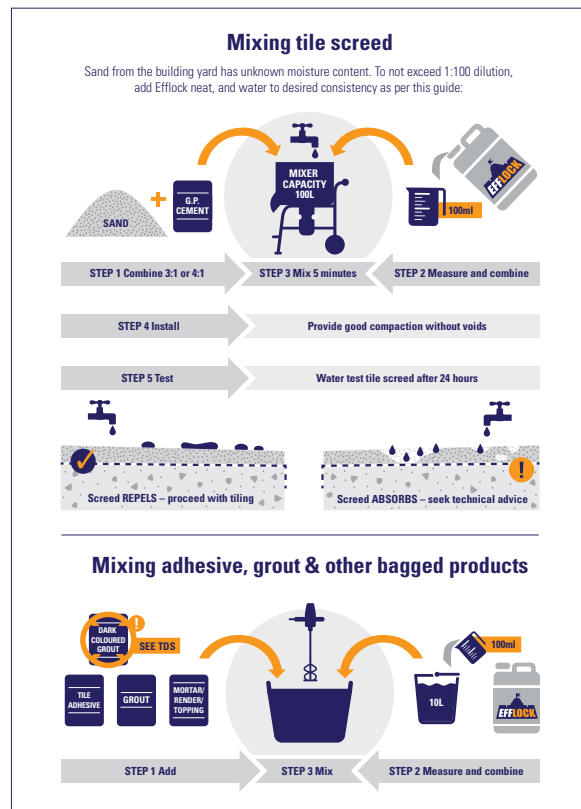 Mixing tile screed
Sand from the building yard has unknown moisture content. To not exceed 1:100 dilution,
add Efflock neat, and water to desired consistency as per this guide:
SAND
G.P.
CEMENT
MIXER
CAPACITY
100L
100ml
EFFLOCK
STEP 1 Combine 3:1 or 4:1
STEP 3 Mix 5 minutes
STEP 2 Measure and combine
STEP 4 Install
Provide good compaction without voids
STEP 5 Test
Water test tile screed after 24 hours
Screed REPELS – proceed with tiling
Screed ABSORBS – seek technical advice
Mixing adhesive, grout & other bagged products
DARK
COLOURED
GROUT
SEE TDS
TILE
ADHESIVE
GROUT
MORTAR/
RENDER/
TOPPING
100ml
10L
EFFLOCK
STEP 1 Add
STEP 3 Mix
STEP 2 Measure and combine